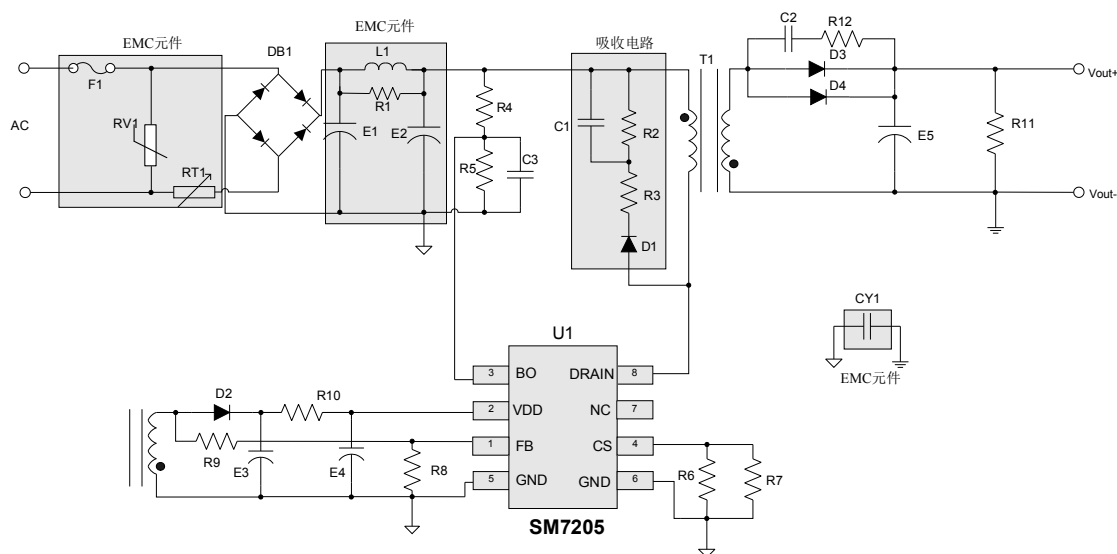 EMC元件
F1
AC
RV1
RT1
DB1
EMC元件
L1
R1
E1
E2
R4
R5
C3
吸收电路
C1
R2
R3
D1
T1
C2
R12
D3
D4
E5
R11
Vout+
Vout-
CY1
EMC元件
U1
3
BO
DRAIN
8
2
VDD
NC
7
1
FB
CS
4
5
GND
GND
6
SM7205
D2
R10
R9
E3
E4
R8
R6
R7